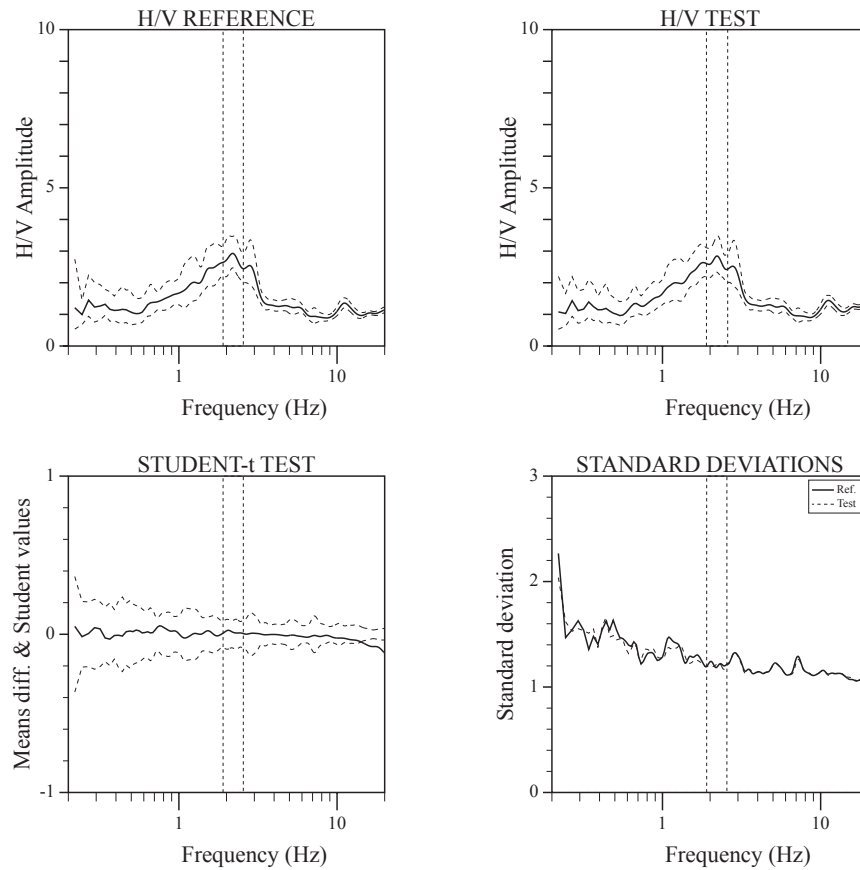 H/V REFERENCE
10
5
0
H/V Amplitude
1
10
Frequency (Hz)
H/V TEST
10
5
0
H/V Amplitude
1
10
Frequency (Hz)
STUDENT-t TEST
1
0
-1
Means diff. & Student values
1
10
Frequency (Hz)
STANDARD DEVIATIONS
3
2
1
0
Standard deviation
Ref.
Test
1
10
Frequency (Hz)